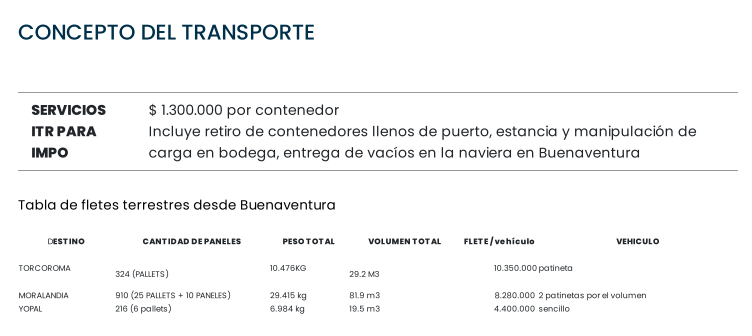 CONCEPTO DEL TRANSPORTE
SERVICIOS $ 1.300.000 por contenedor
ITR PARA Incluye retiro de contenedores llenos de puerto, estancia y manipulación de
IMPO carga en bodega, entrega de vacíos en la naviera en Buenaventura
Tabla de fletes terrestres desde Buenaventura
DESTINO CANTIDAD DE PANELES PESO TOTAL VOLUMEN TOTAL FLETE / vehículo VEHICULO
TORCOROMA 324 (PALLETS) 10.476KG 29.2 M3 10.350.000 patineta
MORALANDIA 910 (25 PALLETS + 10 PANELES) 29.415 kg 81.9 m3 8.280.000 2 patinetas por el volumen
YOPAL 216 (6 pallets) 6.984 kg 19.5 m3 4.400.000 sencillo